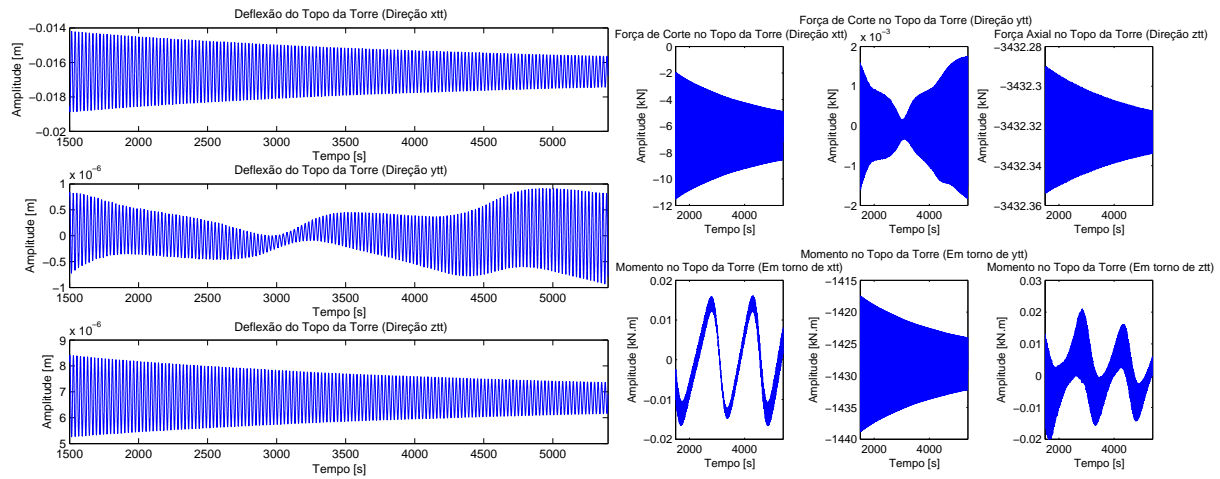 Deflexão do Topo da Torre (Direção xtt)
Amplitude [m]
−0.014
−0.016
−0.018
−0.02
1500 2000 2500 3000 3500 4000 4500 5000
Tempo [s]
x 10−6
Deflexão do Topo da Torre (Direção ytt)
Amplitude [m]
1
0.5
0
−0.5
−1
1500 2000 2500 3000 3500 4000 4500 5000
Tempo [s]
x 10−6
Deflexão do Topo da Torre (Direção ztt)
Amplitude [m]
9
8
7
6
5
1500 2000 2500 3000 3500 4000 4500 5000
Tempo [s]
Força de Corte no Topo da Torre (Direção xtt)
Amplitude [kN]
0
−2
−4
−6
−8
−10
−12
2000 4000
Tempo [s]
Força de Corte no Topo da Torre (Direção ytt)
x 10−3
Amplitude [kN]
2
1
0
−1
−2
2000 4000
Tempo [s]
Força Axial no Topo da Torre (Direção ztt)
Amplitude [kN]
−3432.28
−3432.3
−3432.32
−3432.34
−3432.36
2000 4000
Tempo [s]
Momento no Topo da Torre (Em torno de xtt)
Amplitude [kN.m]
0.02
0.01
0
−0.01
−0.02
2000 4000
Tempo [s]
Momento no Topo da Torre (Em torno de ytt)
Amplitude [kN.m]
−1415
−1420
−1425
−1430
−1435
−1440
2000 4000
Tempo [s]
Momento no Topo da Torre (Em torno de ztt)
Amplitude [kN.m]
0.03
0.02
0.01
0
−0.01
−0.02
2000 4000
Tempo [s]